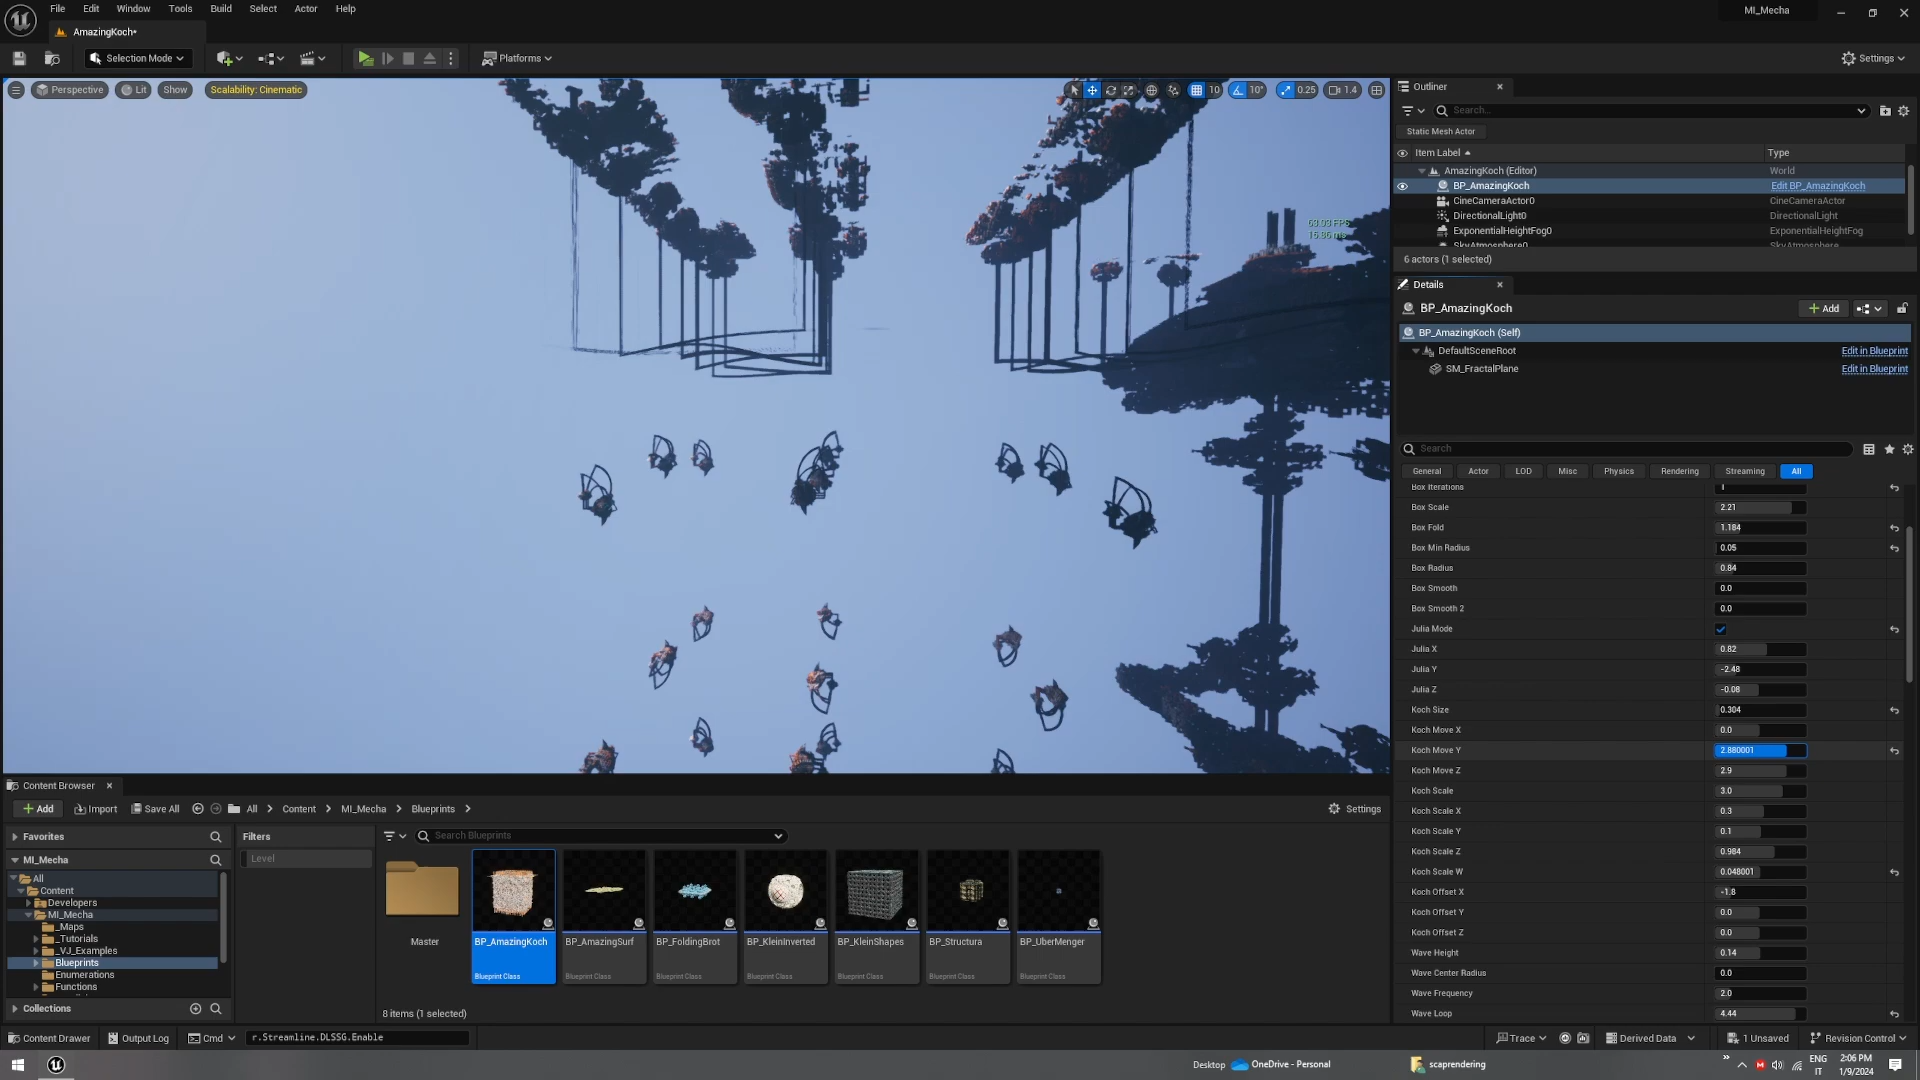 File Edit Window Tools Build Select Actor Help
MI_Mecha
AmazingKoch*
Selection Mode
Platforms
Settings
Perspective Lit Show Scalability: Cinematic
10 10° 0.25 1.4
63.03 FPS
Outliner
Search...
Static Mesh Actor
Item Label Type
AmazingKoch (Editor) World
BP_AmazingKoch Edit BP_AmazingKoch
CineCameraActor0 CineCameraActor
DirectionalLight0 DirectionalLight
ExponentialHeightFog0 ExponentialHeightFog
SkyAtmosphere0 SkyAtmosphere
6 actors (1 selected)
Details
BP_AmazingKoch
Add
BP_AmazingKoch (Self)
DefaultSceneRoot Edit in Blueprint
SM_FractalPlane Edit in Blueprint
Search
General Actor LOD Misc Physics Rendering Streaming All
Box Iterations 1
Box Scale 2.21
Box Fold 1.184
Box Min Radius 0.05
Box Radius 0.84
Box Smooth 0.0
Box Smooth 2 0.0
Julia Mode
Julia X 0.82
Julia Y -2.48
Julia Z -0.08
Koch Size 0.304
Koch Move X 0.0
Koch Move Y 2.880001
Koch Move Z 2.9
Koch Scale 3.0
Koch Scale X 0.3
Koch Scale Y 0.1
Koch Scale Z 0.984
Koch Scale W 0.048001
Koch Offset X -1.8
Koch Offset Y 0.0
Koch Offset Z 0.0
Wave Height 0.14
Wave Center Radius 0.0
Wave Frequency 2.0
Wave Loop 4.44
Content Browser
Add Import Save All All Content MI_Mecha Blueprints Settings
Favorites
MI_Mecha
All
Content
Developers
MI_Mecha
_Maps
_Tutorials
_VJ_Examples
Blueprints
Enumerations
Functions
Collections
Filters
Level
Search Blueprints
Master
BP_AmazingKoch BP_AmazingSurf BP_FoldingBrot BP_KleinInverted BP_KleinShapes BP_Structura BP_UberMenger
Blueprint Class Blueprint Class Blueprint Class Blueprint Class Blueprint Class Blueprint Class Blueprint Class
8 items (1 selected)
Content Drawer Output Log Cmd r.Streamline.DLSSG.Enable
Trace Derived Data 1 Unsaved Revision Control
Desktop OneDrive - Personal scaprendering
ENG
IT
2:06 PM
1/9/2024